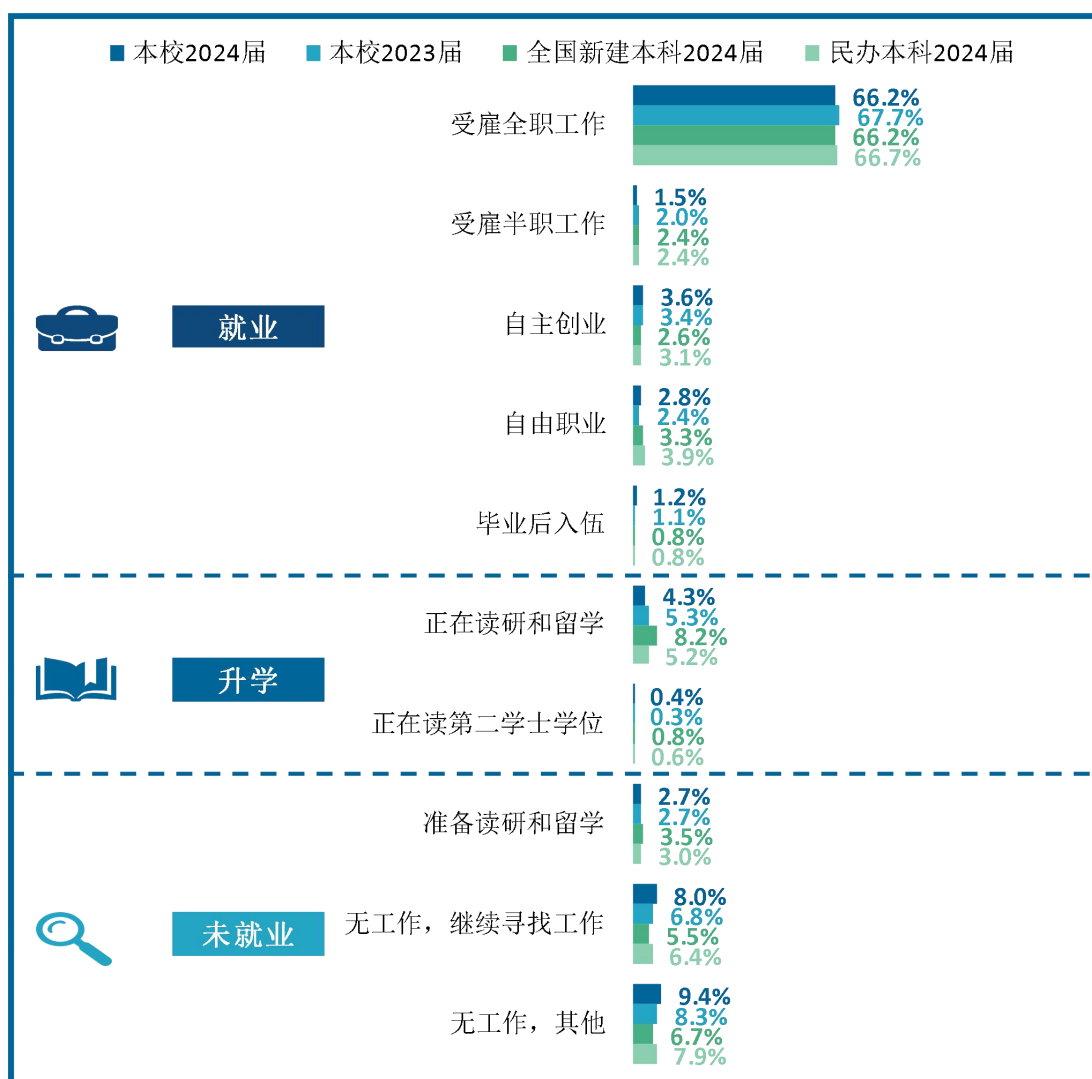 本校2024届 本校2023届 全国新建本科2024届 民办本科2024届
受雇全职工作
66.2%
67.7%
66.2%
66.7%
受雇半职工作
1.5%
2.0%
2.4%
2.4%
就业
自主创业
3.6%
3.4%
2.6%
3.1%
自由职业
2.8%
2.4%
3.3%
3.9%
毕业后入伍
1.2%
1.1%
0.8%
0.8%
升学
正在读研和留学
4.3%
5.3%
8.2%
5.2%
正在读第二学士学位
0.4%
0.3%
0.8%
0.6%
准备读研和留学
2.7%
2.7%
3.5%
3.0%
未就业
无工作，继续寻找工作
8.0%
6.8%
5.5%
6.4%
无工作，其他
9.4%
8.3%
6.7%
7.9%